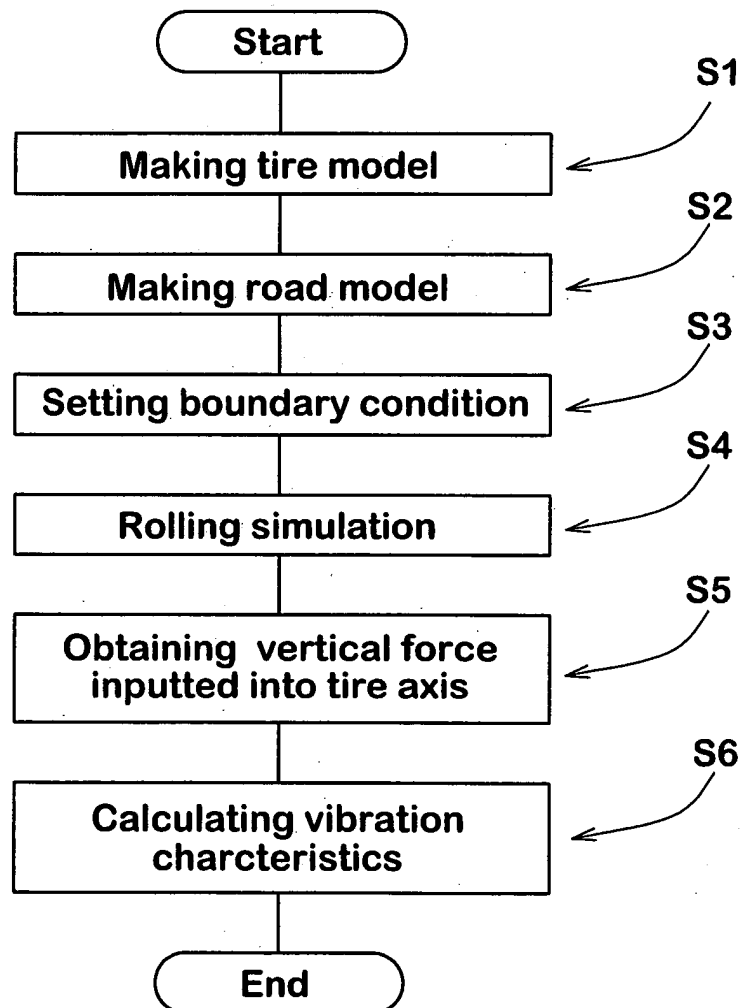 Start
S1
Making tire model
S2
Making road model
S3
Setting boundary condition
S4
Rolling simulation
S5
Obtaining vertical force
inputted into tire axis
S6
Calculating vibration
charcteristics
End